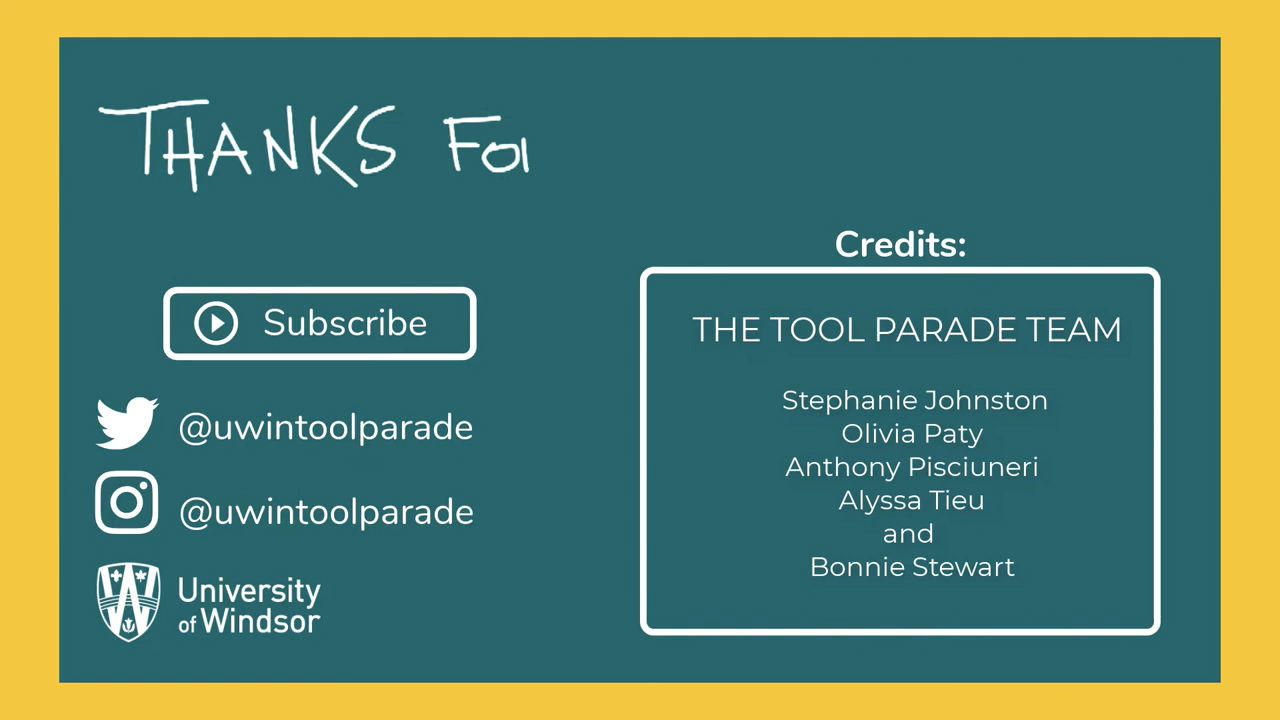 THANKS FO
Subscribe
@uwintoolparade
@uwintoolparade
University
of Windsor
Credits:
THE TOOL PARADE TEAM
Stephanie Johnston
Olivia Paty
Anthony Pisciuneri
Alyssa Tieu
and
Bonnie Stewart